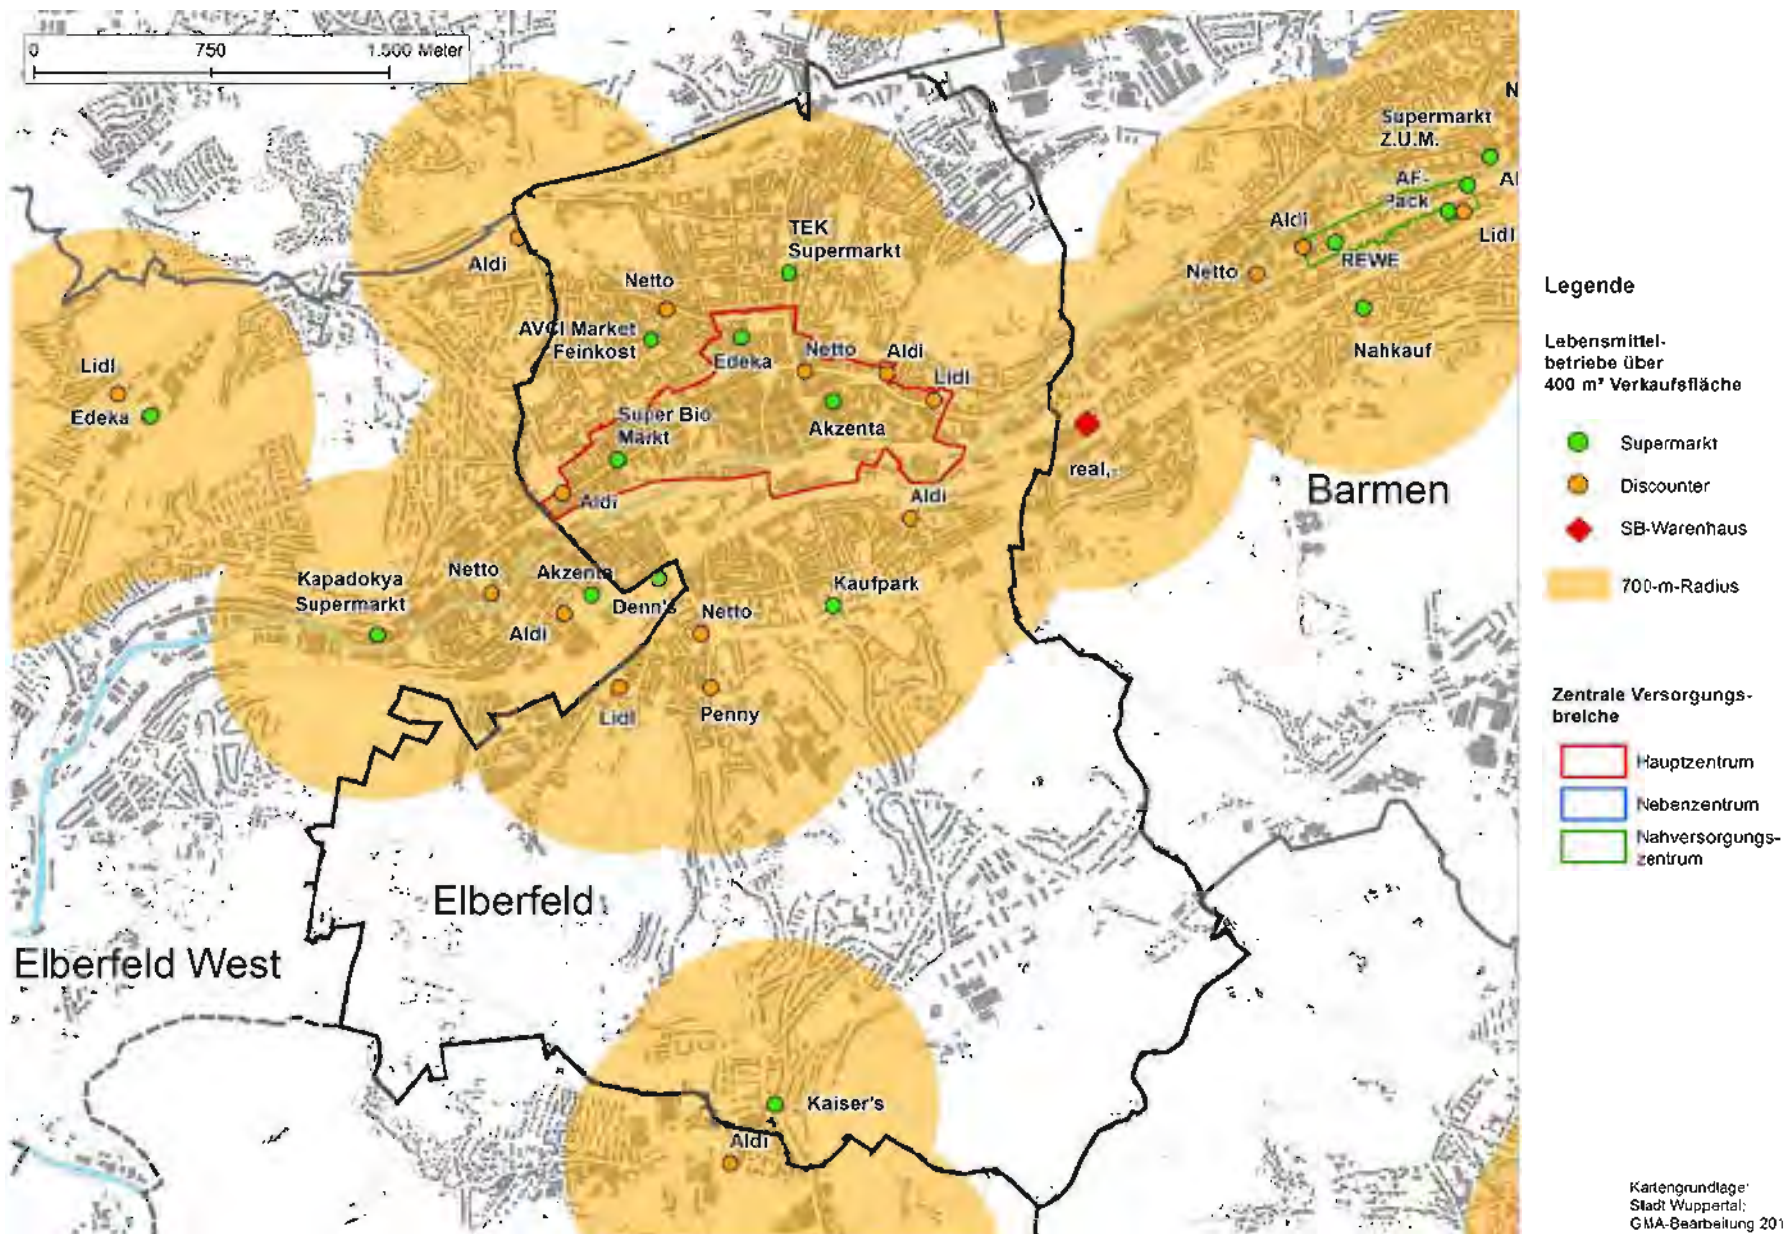 0 750 1.500 Meter
Supermarkt
Z.U.M.
AF-
Pack
Aldi
Lidl
REWE
Netto
Nahkauf
TEK
Supermarkt
Aldi
Netto
AVCI Market
Feinkost
Edeka
Netto
Aldi
Lidl
Lidl
Edeka
Super Bio
Markt
Akzenta
Aldi
Aldi
real,-
Barmen
Kapadokya
Supermarkt
Netto
Akzenta
Aldi
Denn's
Netto
Kaufpark
Lidl
Penny
Elberfeld
Elberfeld West
Kaiser's
Aldi
Legende
Lebensmittel-
betriebe über
400 m² Verkaufsfläche
Supermarkt
Discounter
SB-Warenhaus
700-m-Radius
Zentrale Versorgungs-
breiche
Hauptzentrum
Nebenzentrum
Nahversorgungs-
zentrum
Kartengrundlage:
Stadt Wuppertal;
GMA-Bearbeitung 201